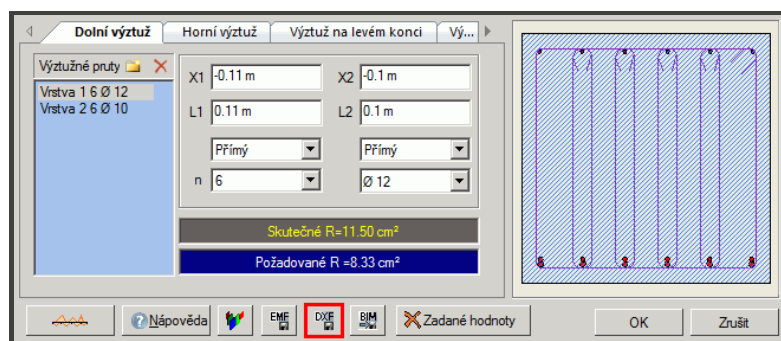 Dolní výztuž Horní výztuž Výztuž na levém konci Vý...
Výztužné pruty
Vrstva 1 6 Ø 12
Vrstva 2 6 Ø 10
X1 -0.11 m X2 -0.1 m
L1 0.11 m L2 0.1 m
Přímý Přímý
n 6 Ø 12
Skutečné R=11.50 cm²
Požadované R =8.33 cm²
Nápověda EMF DXF BIM Zadané hodnoty OK Zrušit